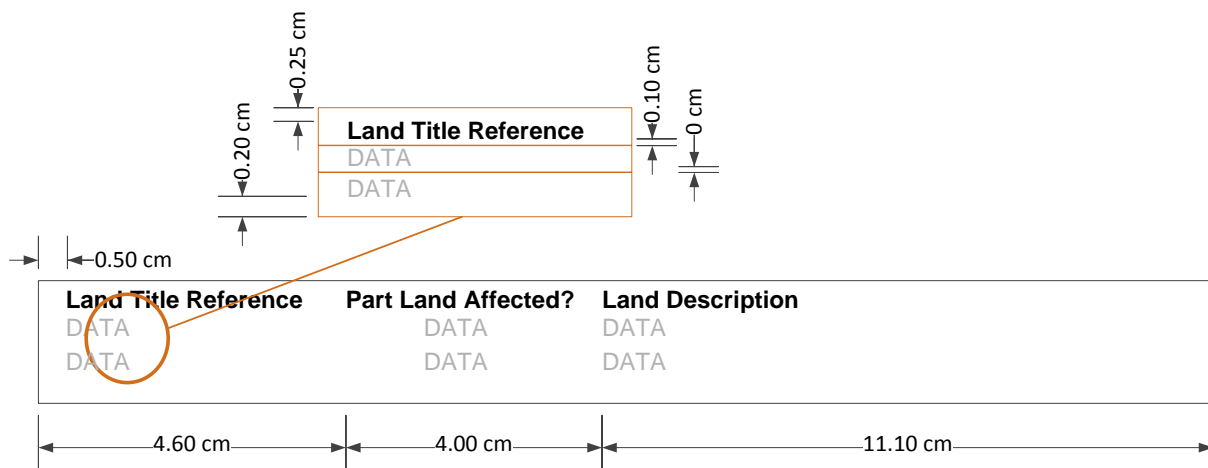 0.25 cm
0.10 cm
0 cm
0.20 cm
Land Title Reference
DATA
DATA
0.50 cm
Land Title Reference Part Land Affected? Land Description
DATA DATA DATA
DATA DATA DATA
4.60 cm 4.00 cm 11.10 cm